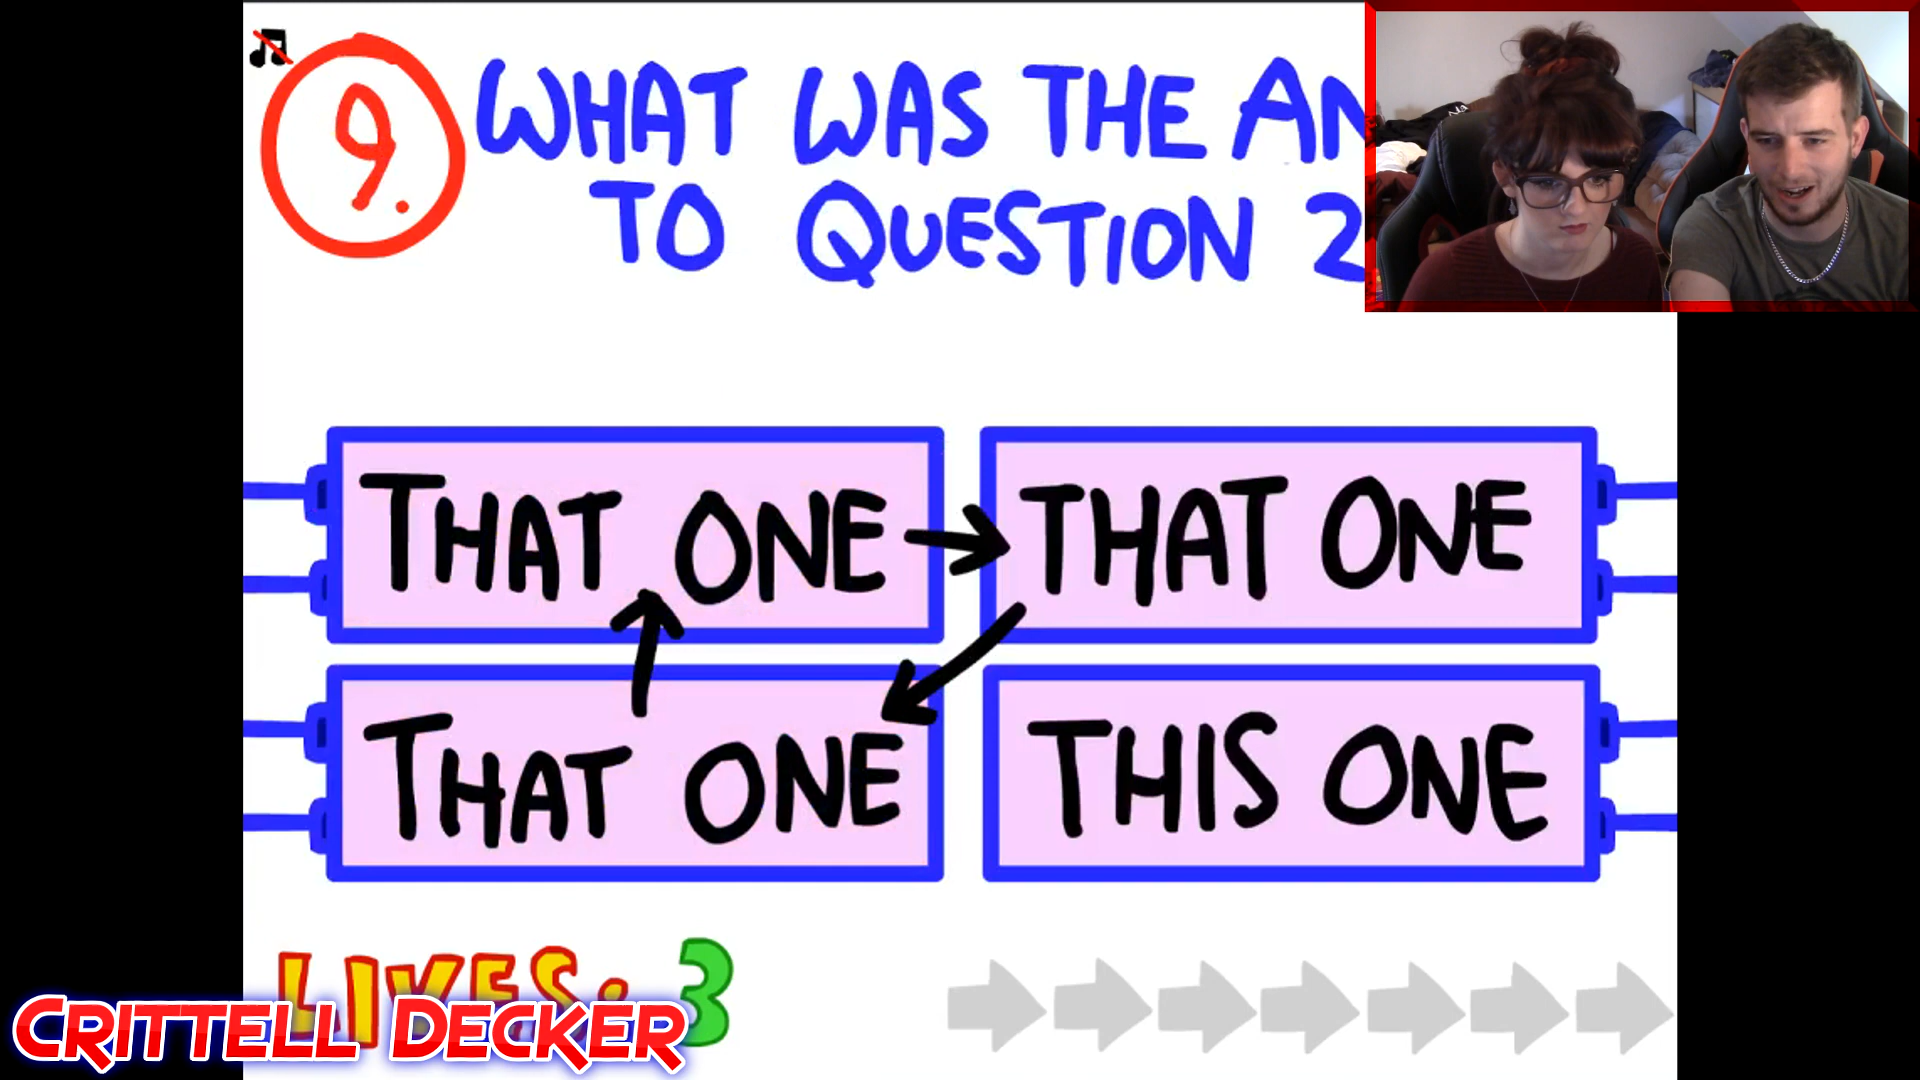 9.
WHAT WAS THE AN
TO QUESTION 2
THAT ONE
THAT ONE
THAT ONE
THIS ONE
LIVES: 3
CRITTELL DECKER